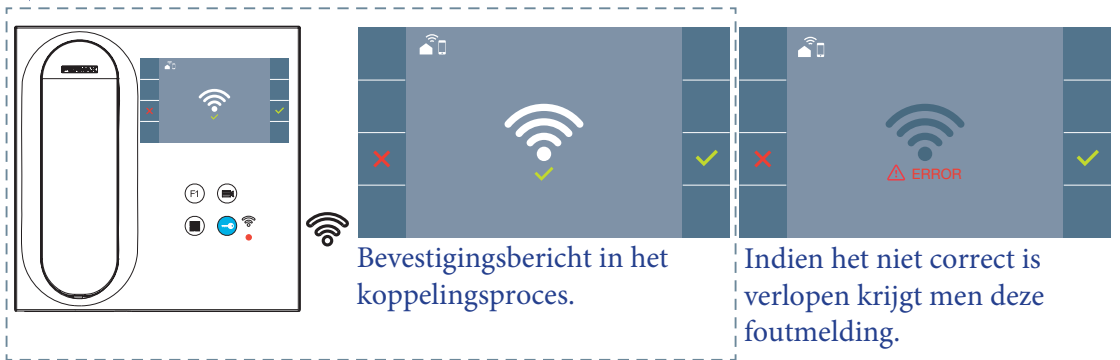 F1
Bevestigingsbericht in het
koppelingsproces.
ERROR
Indien het niet correct is
verlopen krijgt men deze
foutmelding.